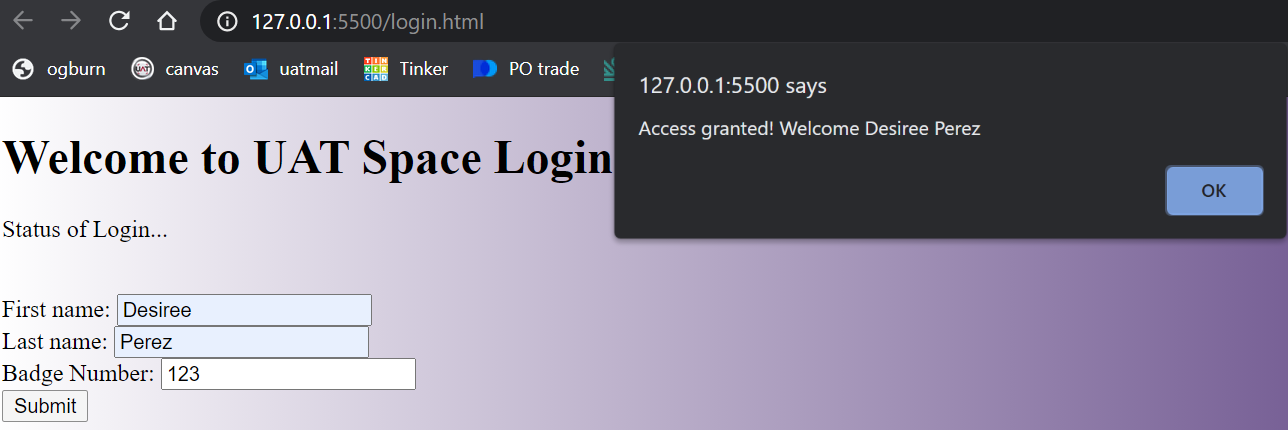 127.0.0.1:5500/login.html
ogburn canvas uatmail Tinker PO trade
127.0.0.1:5500 says
Access granted! Welcome Desiree Perez
OK
Welcome to UAT Space Login
Status of Login...
First name: Desiree
Last name: Perez
Badge Number: 123
Submit